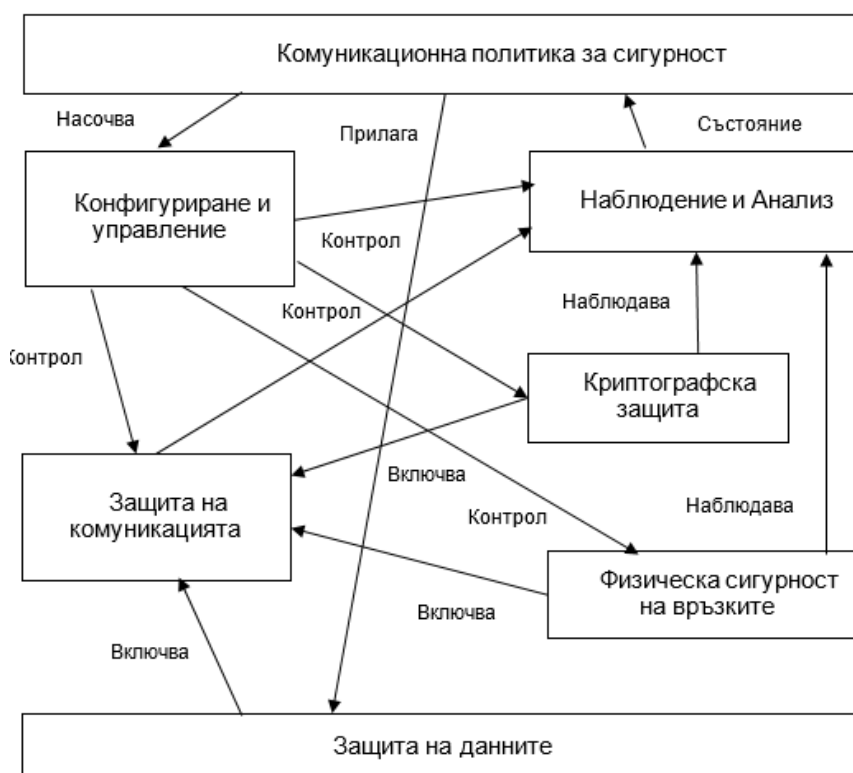 Комуникационна политика за сигурност
Насочва
Прилага
Състояние
Конфигуриране и
управление
Наблюдение и Анализ
Контрол
Контрол
Наблюдава
Контрол
Криптографска
защита
Включва
Защита на
комуникацията
Контрол
Наблюдава
Физическа сигурност
на връзките
Включва
Включва
Защита на данните